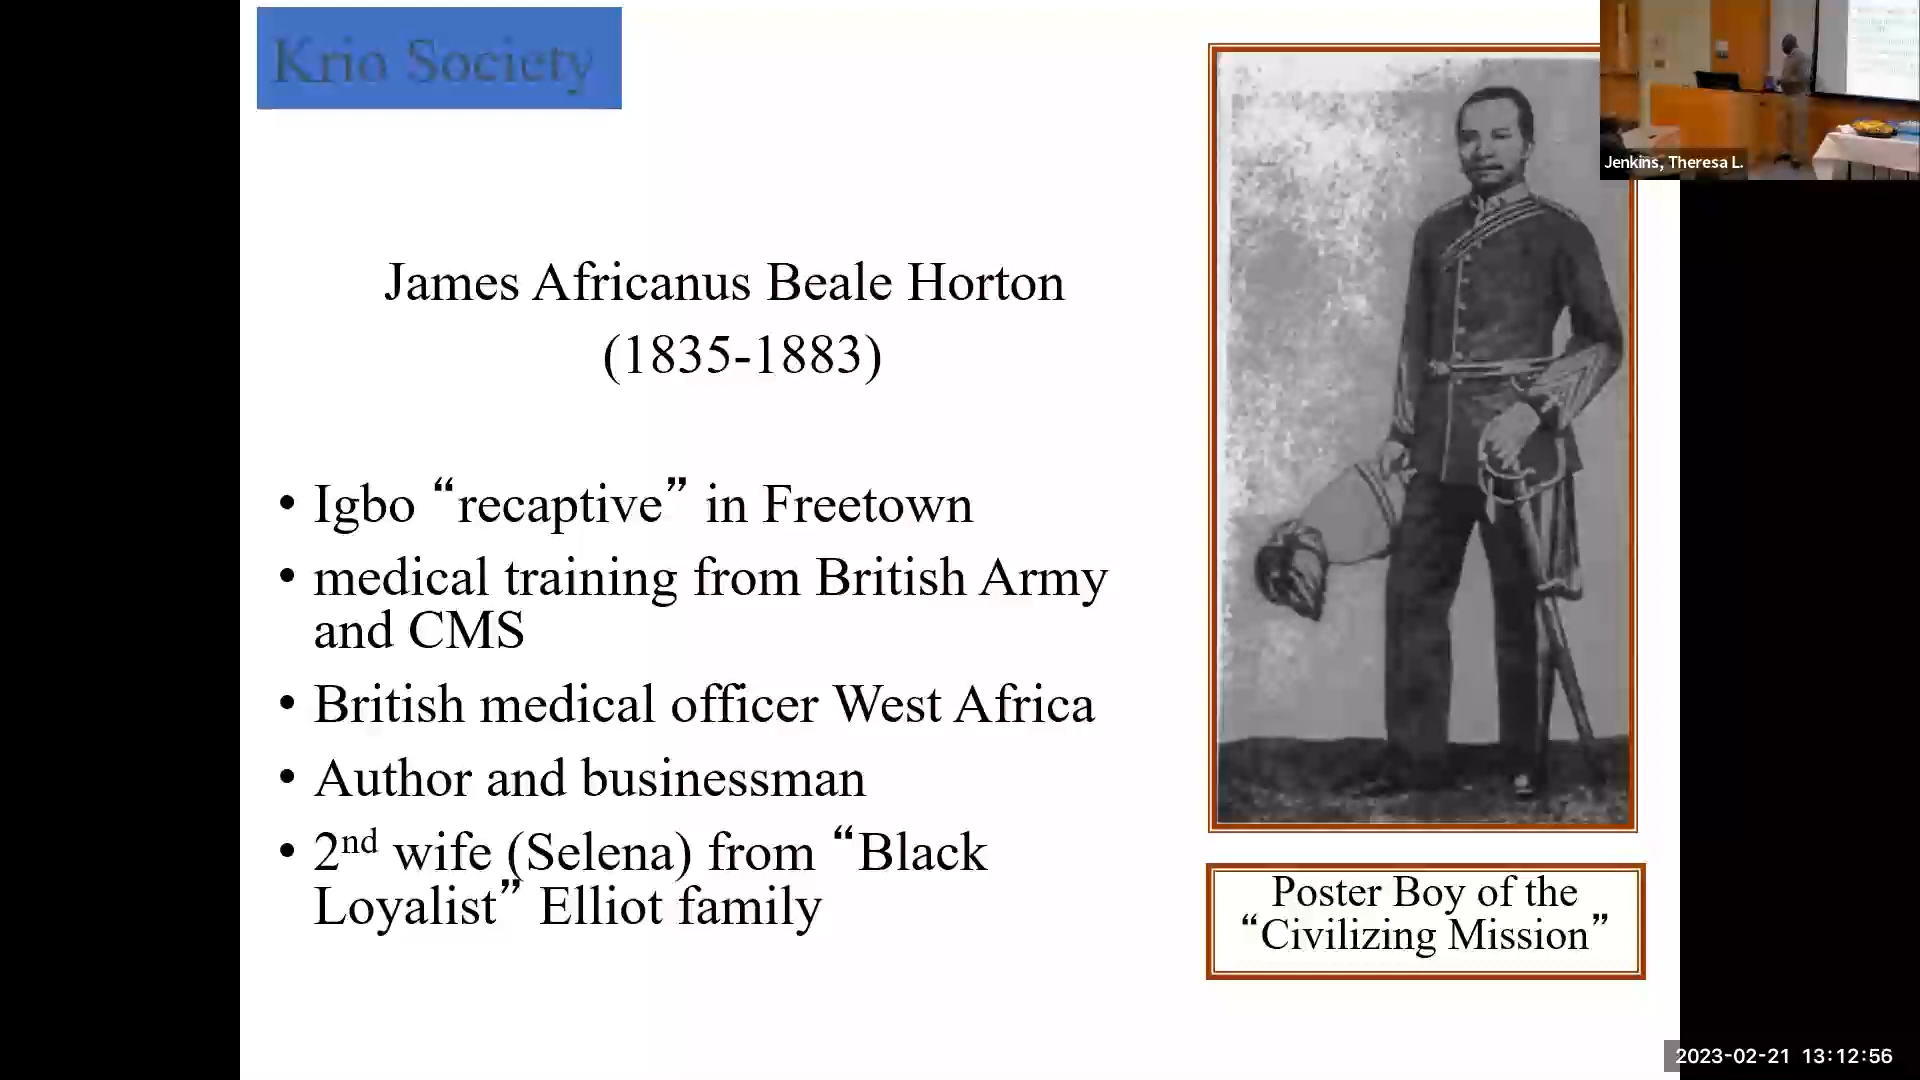 Krio Society
James Africanus Beale Horton
(1835-1883)
• Igbo “recaptive” in Freetown
• medical training from British Army
and CMS
• British medical officer West Africa
• Author and businessman
• 2nd wife (Selena) from “Black
Loyalist” Elliot family
Poster Boy of the
“Civilizing Mission”
Jenkins, Theresa L.
2023-02-21 13:12:56